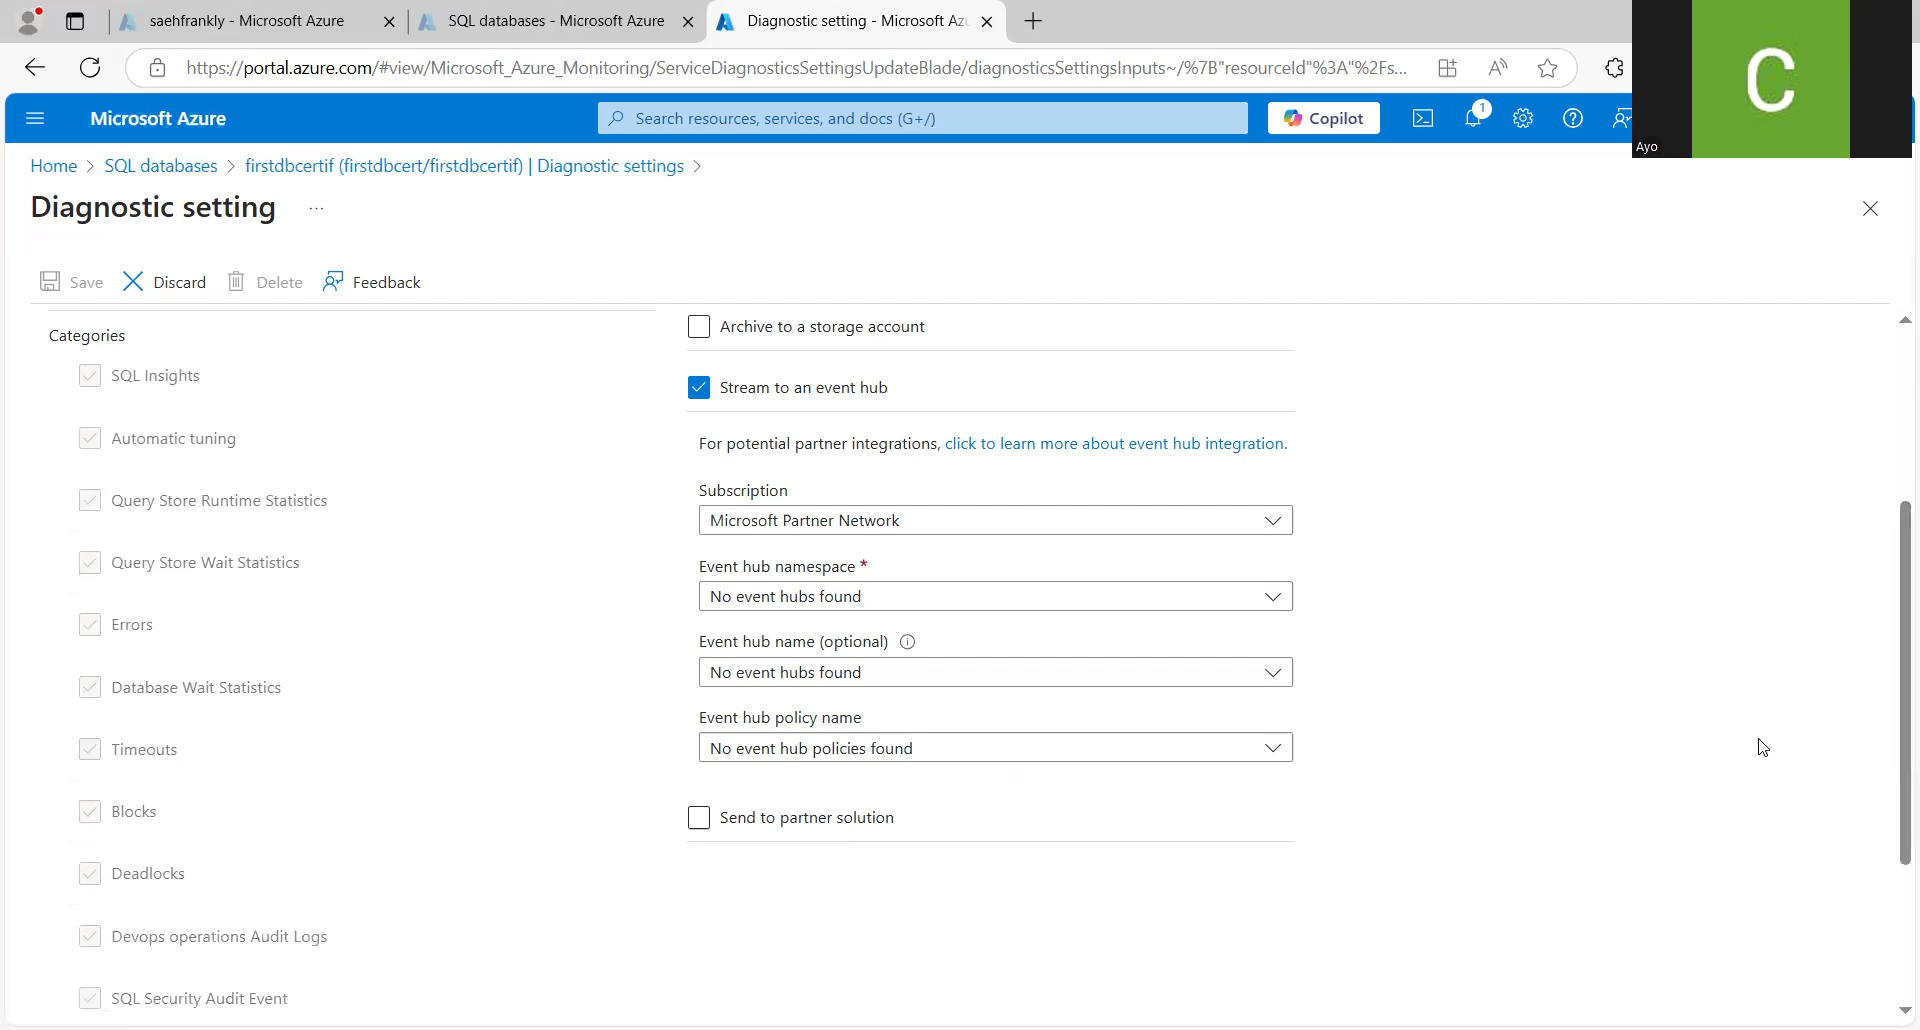 saehfrankly - Microsoft Azure
SQL databases - Microsoft Azure
Diagnostic setting - Microsoft Az
https://portal.azure.com/#view/Microsoft_Azure_Monitoring/ServiceDiagnosticsSettingsUpdateBlade/diagnosticsSettingsInputs~/%7B"resourceId"%3A"%2Fs...
Microsoft Azure
Search resources, services, and docs (G+/)
Copilot
1
C
Ayo
Home > SQL databases > firstdbcertif (firstdbcert/firstdbcertif) | Diagnostic settings >
Diagnostic setting ...
Save
Discard
Delete
Feedback
Categories
SQL Insights
Automatic tuning
Query Store Runtime Statistics
Query Store Wait Statistics
Errors
Database Wait Statistics
Timeouts
Blocks
Deadlocks
Devops operations Audit Logs
SQL Security Audit Event
Archive to a storage account
Stream to an event hub
For potential partner integrations, click to learn more about event hub integration.
Subscription
Microsoft Partner Network
Event hub namespace *
No event hubs found
Event hub name (optional)
No event hubs found
Event hub policy name
No event hub policies found
Send to partner solution